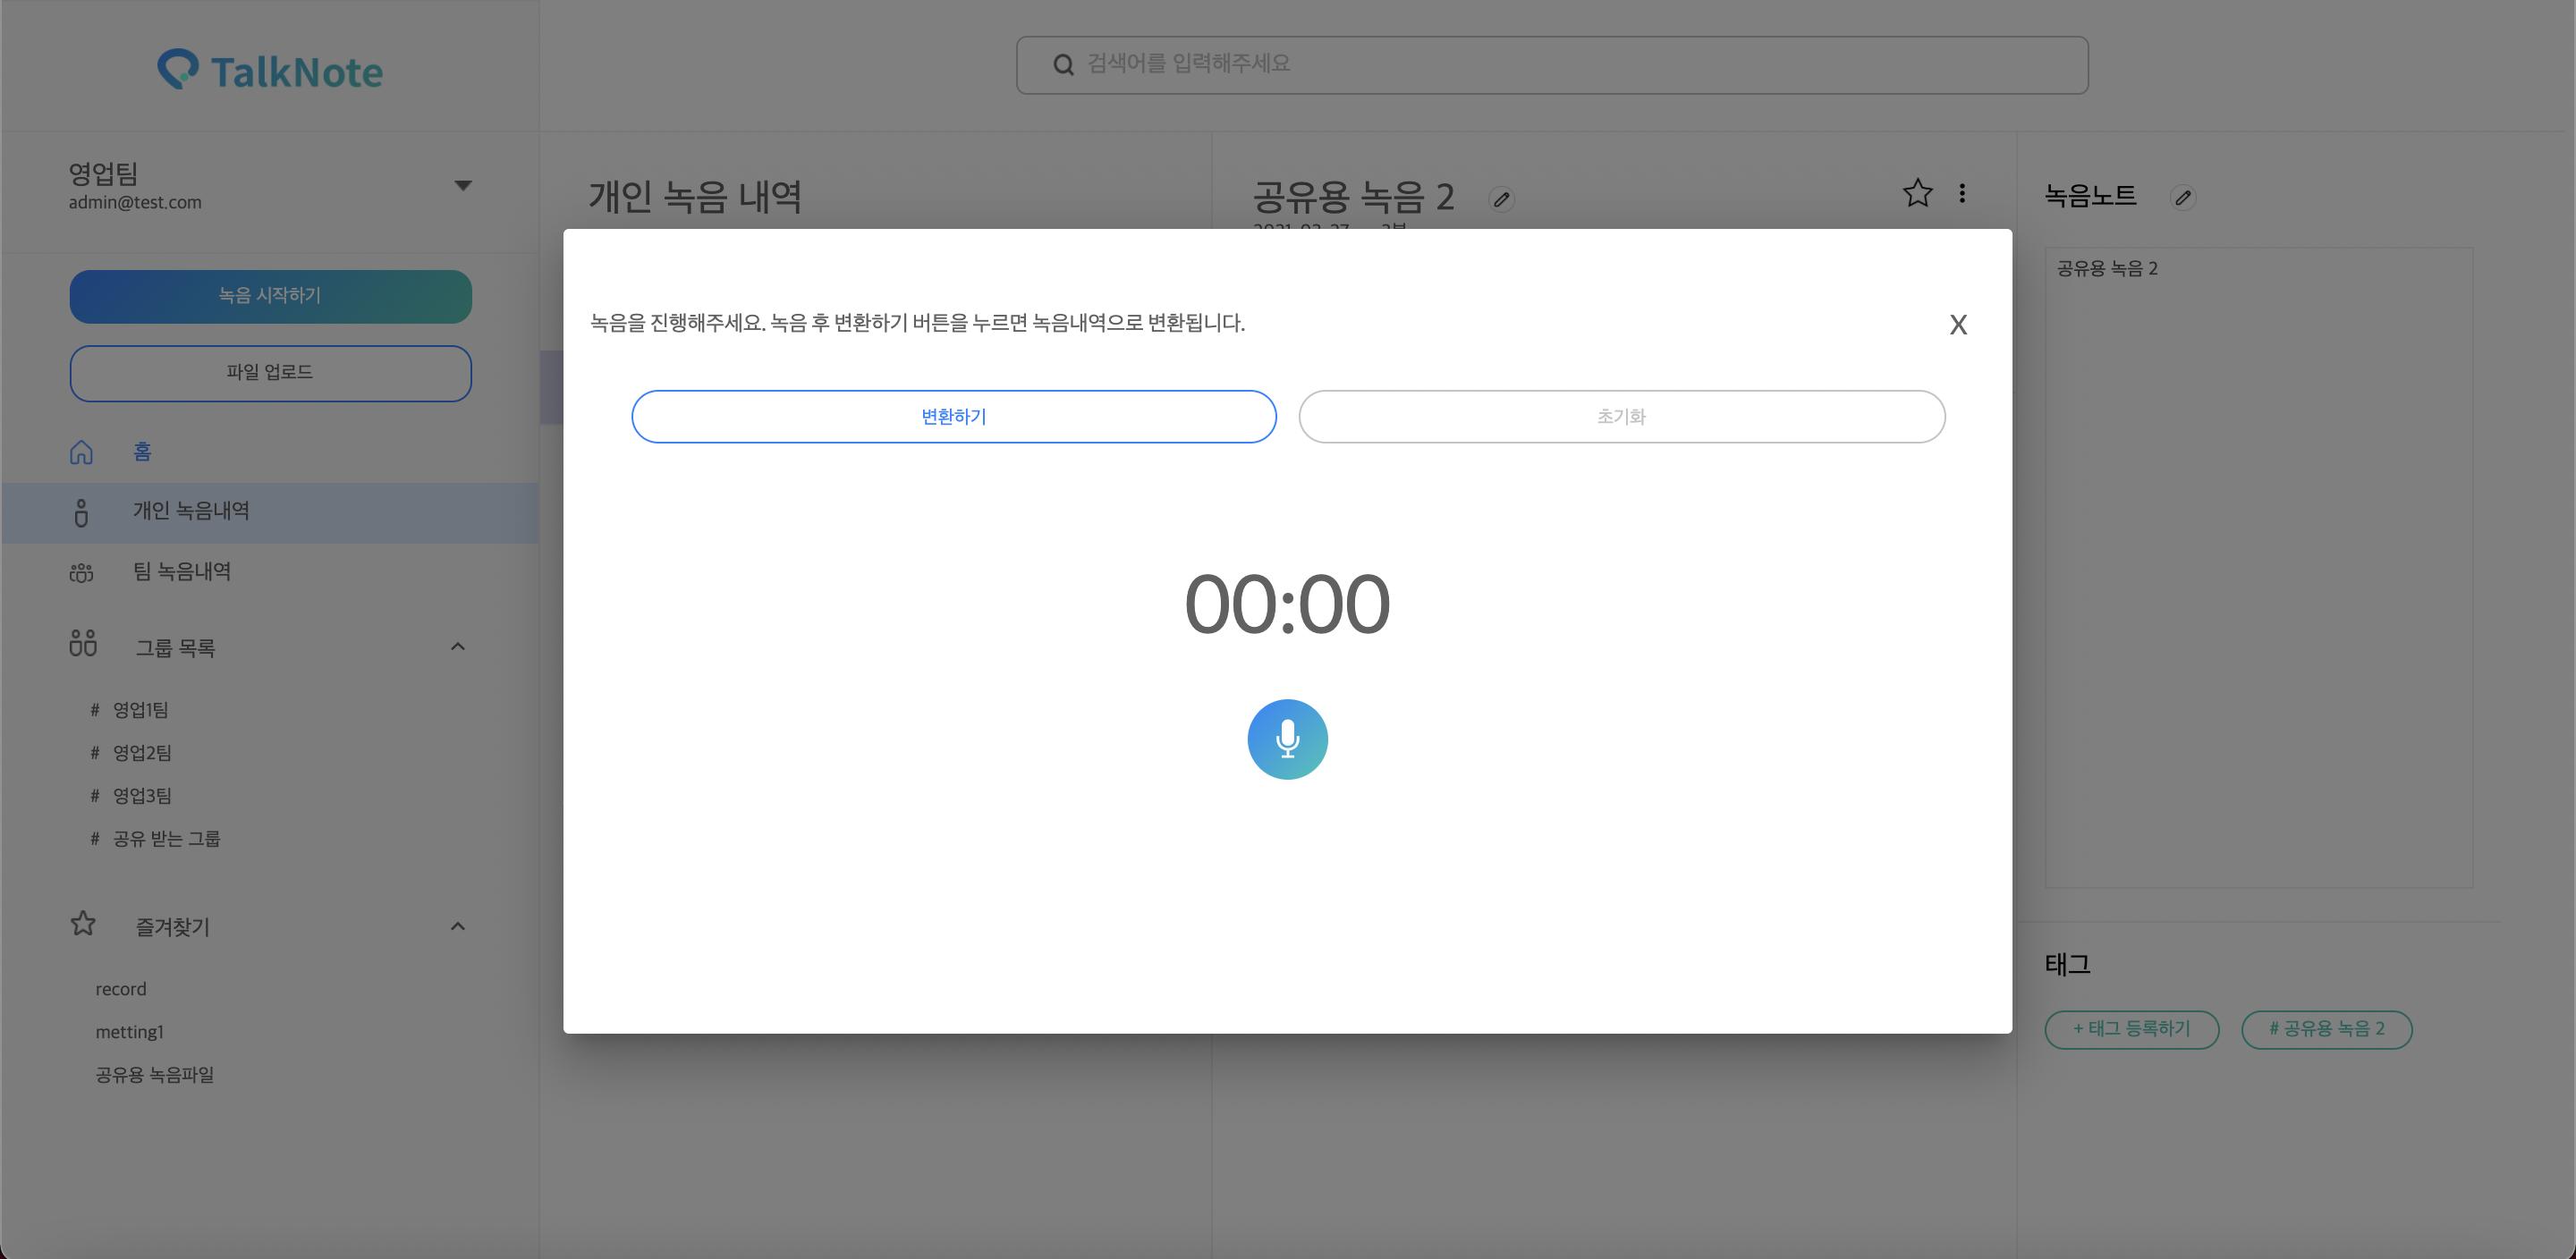 TalkNote
검색어를 입력해주세요
영업팀
admin@test.com
녹음 시작하기
파일 업로드
홈
개인 녹음내역
팀 녹음내역
그룹 목록
# 영업1팀
# 영업2팀
# 영업3팀
# 공유 받는 그룹
즐겨찾기
record
metting1
공유용 녹음파일
개인 녹음 내역
공유용 녹음 2
녹음을 진행해주세요. 녹음 후 변환하기 버튼을 누르면 녹음내역으로 변환됩니다.
X
변환하기
초기화
00:00
녹음노트
공유용 녹음 2
태그
+ 태그 등록하기
# 공유용 녹음 2